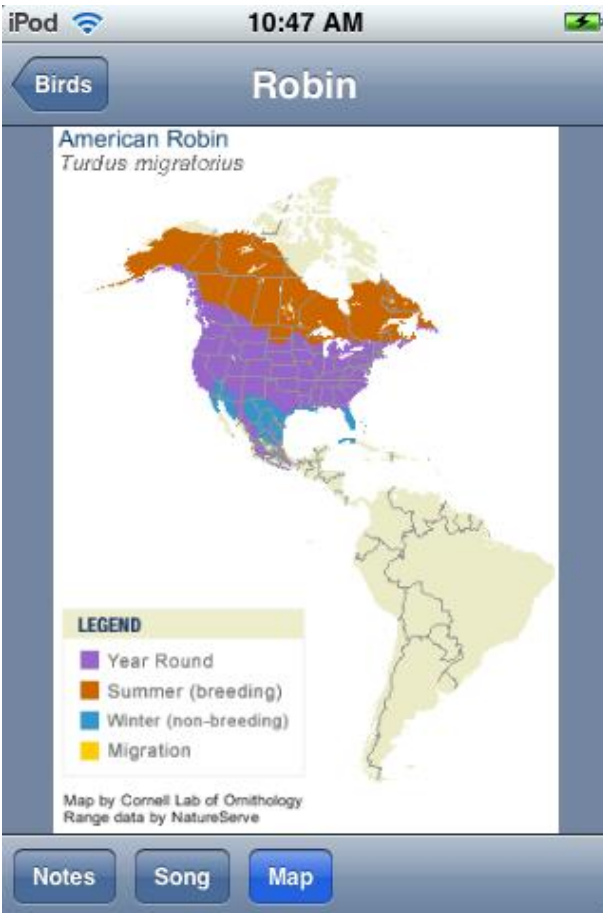 iPod 10:47 AM
Birds Robin
American Robin
Turdus migratorius
LEGEND
Year Round
Summer (breeding)
Winter (non-breeding)
Migration
Map by Cornell Lab of Ornithology
Range data by NatureServe
Notes Song Map